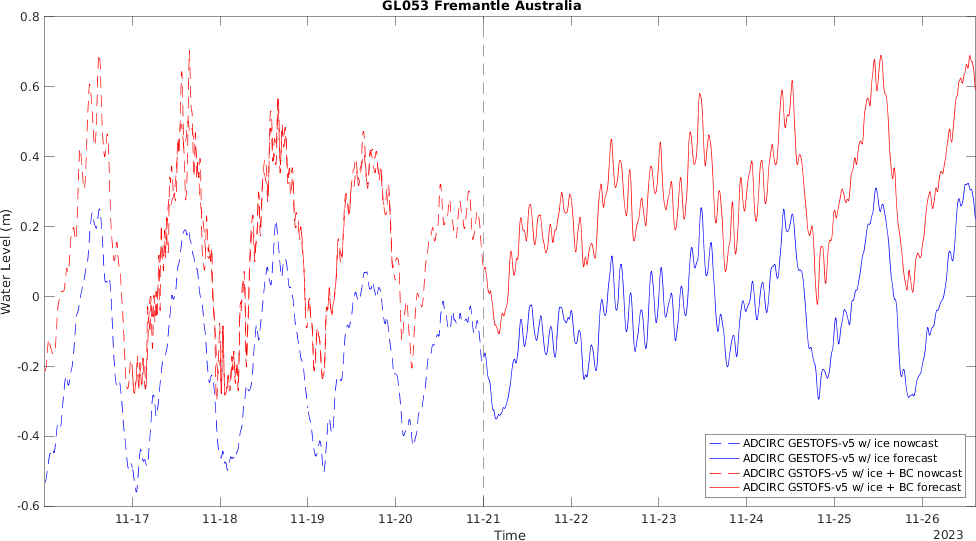 GL053 Fremantle Australia
0.8
0.6
0.4
0.2
0
-0.2
-0.4
-0.6
Water Level (m)
11-17 11-18 11-19 11-20 11-21 11-22 11-23 11-24 11-25 11-26
Time
2023
ADCIRC GESTOFS-v5 w/ ice nowcast
ADCIRC GESTOFS-v5 w/ ice forecast
ADCIRC GSTOFS-v5 w/ ice + BC nowcast
ADCIRC GSTOFS-v5 w/ ice + BC forecast